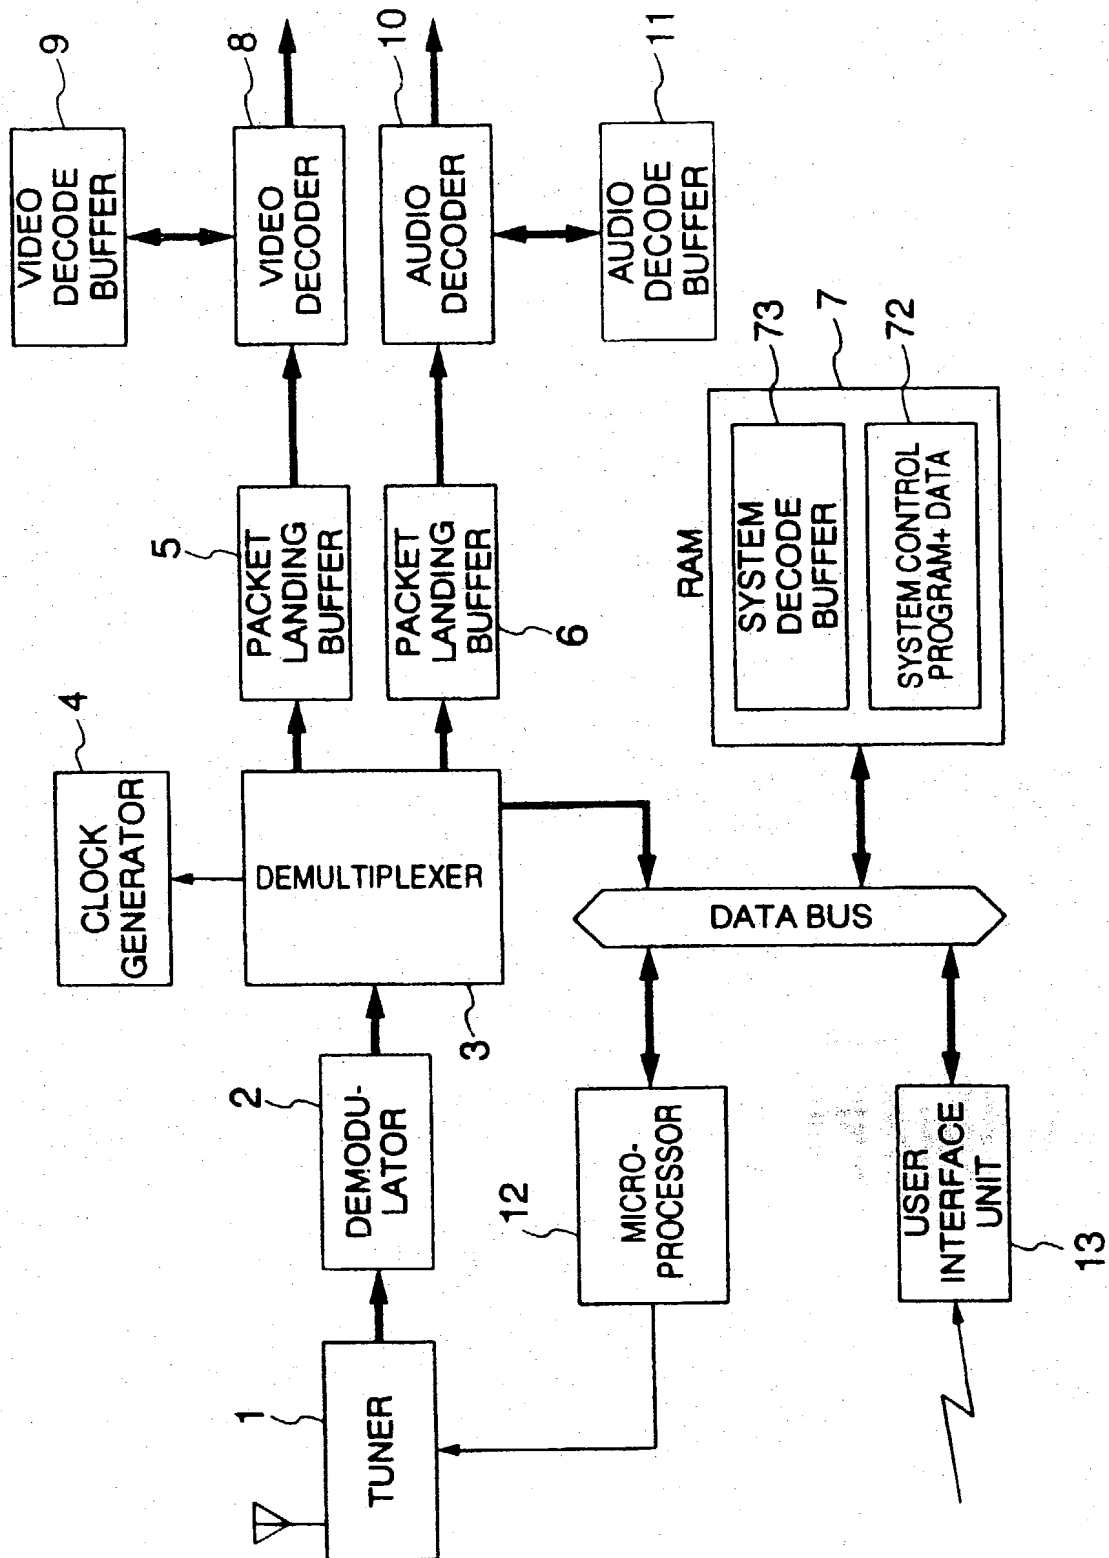 9
VIDEO
DECODE
BUFFER
8
VIDEO
DECODER
10
AUDIO
DECODER
11
AUDIO
DECODE
BUFFER
5
PACKET
LANDING
BUFFER
PACKET
LANDING
BUFFER
6
4
CLOCK
GENERATOR
DEMULTIPLEXER
3
2
DEMODU-
LATOR
1
TUNER
RAM
7
73
SYSTEM
DECODE
BUFFER
72
SYSTEM CONTROL
PROGRAM+ DATA
DATA BUS
12
MICRO-
PROCESSOR
USER
INTERFACE
UNIT
13